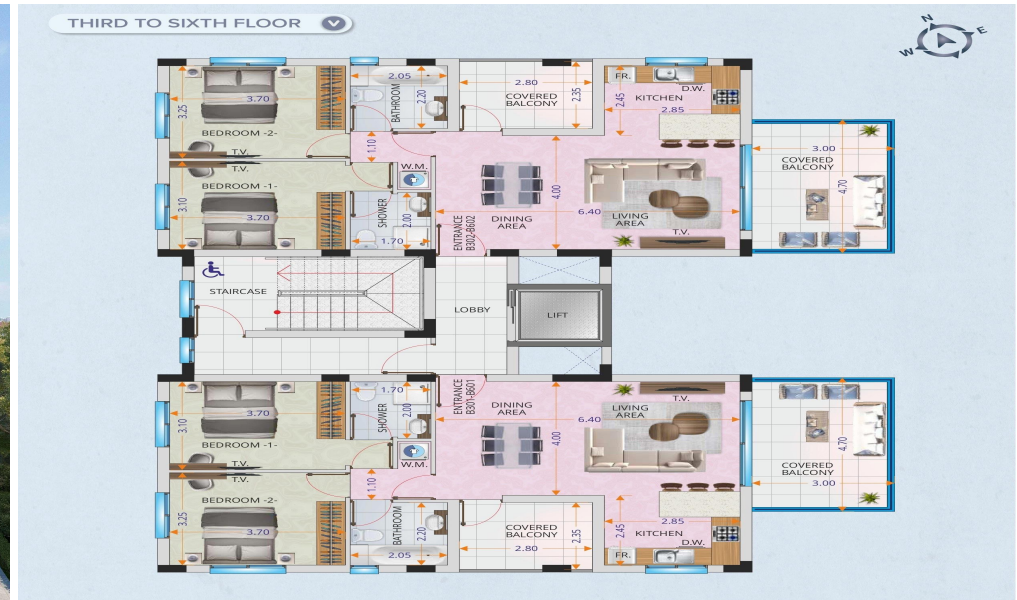 THIRD TO SIXTH FLOOR
N
E
W
3.25
3.70
BEDROOM -2-
T.V.
2.05
BATHROOM
2.20
1.10
2.80
COVERED
BALCONY
2.35
FR.
D.W.
2.45
KITCHEN
2.85
T.V.
BEDROOM -1-
3.10
3.70
W.M.
SHOWER
2.00
1.70
ENTRANCE
B302-B602
DINING
AREA
4.00
6.40
LIVING
AREA
T.V.
3.00
COVERED
BALCONY
4.70
STAIRCASE
LOBBY
LIFT
3.10
3.70
BEDROOM -1-
T.V.
1.70
SHOWER
2.00
W.M.
ENTRANCE
B301-B601
DINING
AREA
4.00
6.40
LIVING
AREA
T.V.
4.70
COVERED
BALCONY
3.00
T.V.
BEDROOM -2-
3.25
3.70
1.10
BATHROOM
2.20
2.05
COVERED
BALCONY
2.80
2.35
2.85
2.45
KITCHEN
D.W.
FR.